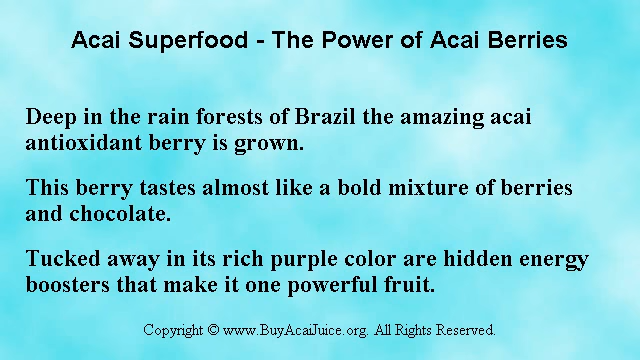 Acai Superfood - The Power of Acai Berries
Deep in the rain forests of Brazil the amazing acai
antioxidant berry is grown.
This berry tastes almost like a bold mixture of berries
and chocolate.
Tucked away in its rich purple color are hidden energy
boosters that make it one powerful fruit.
Copyright © www.BuyAcaiJuice.org. All Rights Reserved.